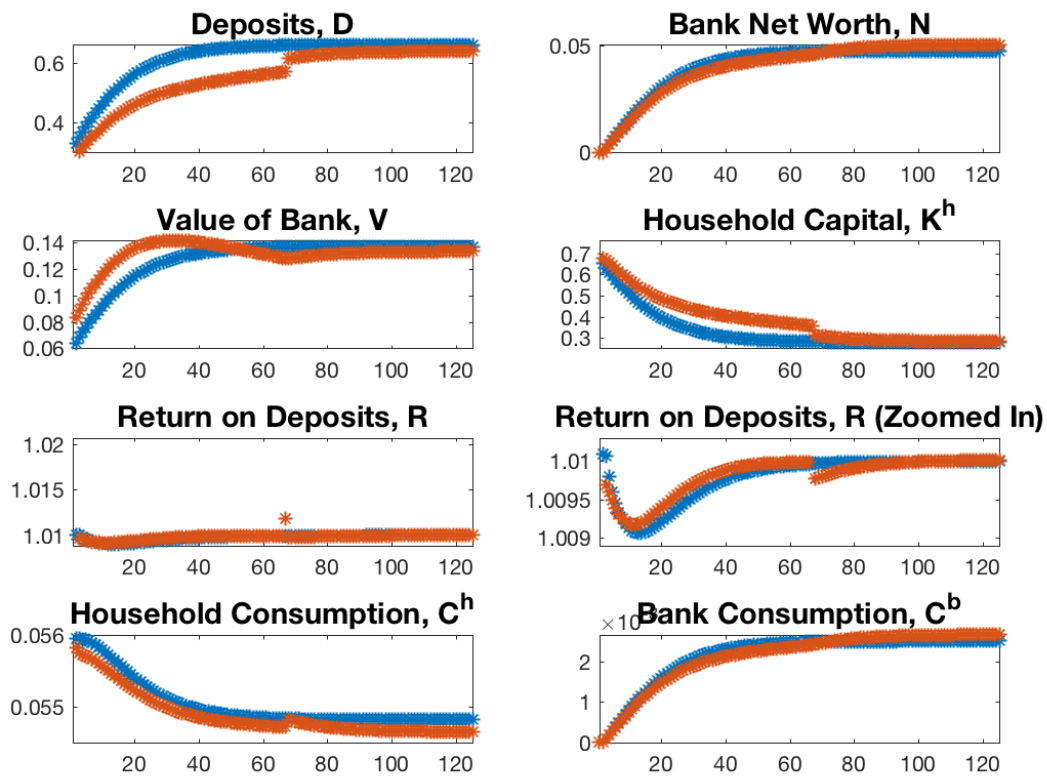 Deposits, D
0.6
0.4
20 40 60 80 100 120
Bank Net Worth, N
0.05
0
20 40 60 80 100 120
Value of Bank, V
0.14
0.12
0.1
0.08
0.06
20 40 60 80 100 120
Household Capital, K^h
0.7
0.6
0.5
0.4
0.3
20 40 60 80 100 120
Return on Deposits, R
1.02
1.015
1.01
20 40 60 80 100 120
Return on Deposits, R (Zoomed In)
1.01
1.0095
1.009
20 40 60 80 100 120
Household Consumption, C^h
0.056
0.055
20 40 60 80 100 120
Bank Consumption, C^b
×10
2
1
0
20 40 60 80 100 120